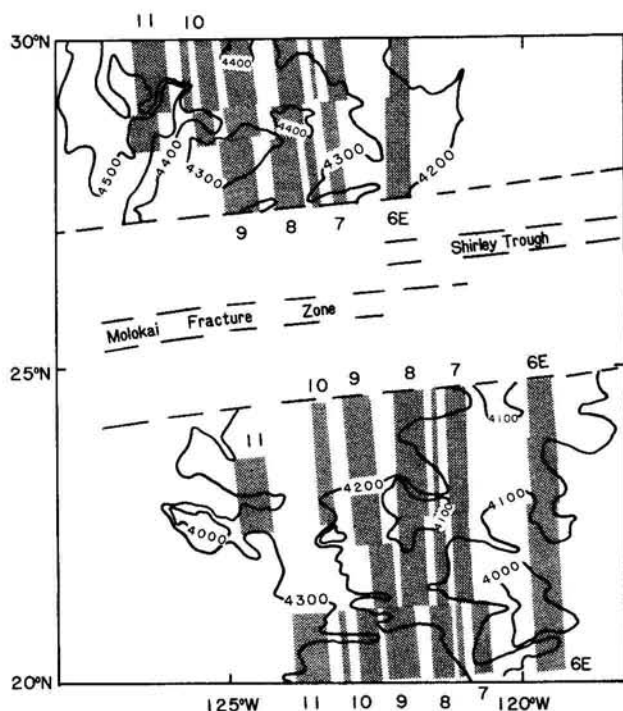 11 10
30°N
4400
4400
4500
4400
4300
4300
4200
9 8 7 6E
Shirley Trough
Molokai Fracture Zone
25°N
10 9 8 7 6E
4100
11
4200
4100
4100
4000
4000
4300
20°N
125°W
120°W
11 10 9 8 7 6E